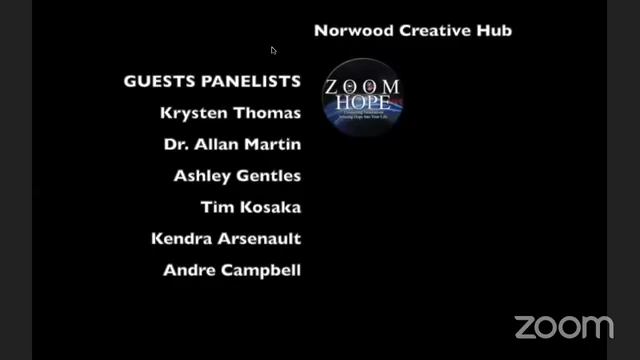 Norwood Creative Hub
GUESTS PANELISTS
Krysten Thomas
Dr. Allan Martin
Ashley Gentles
Tim Kosaka
Kendra Arsenault
Andre Campbell
ZOOM
HOPE
zoom